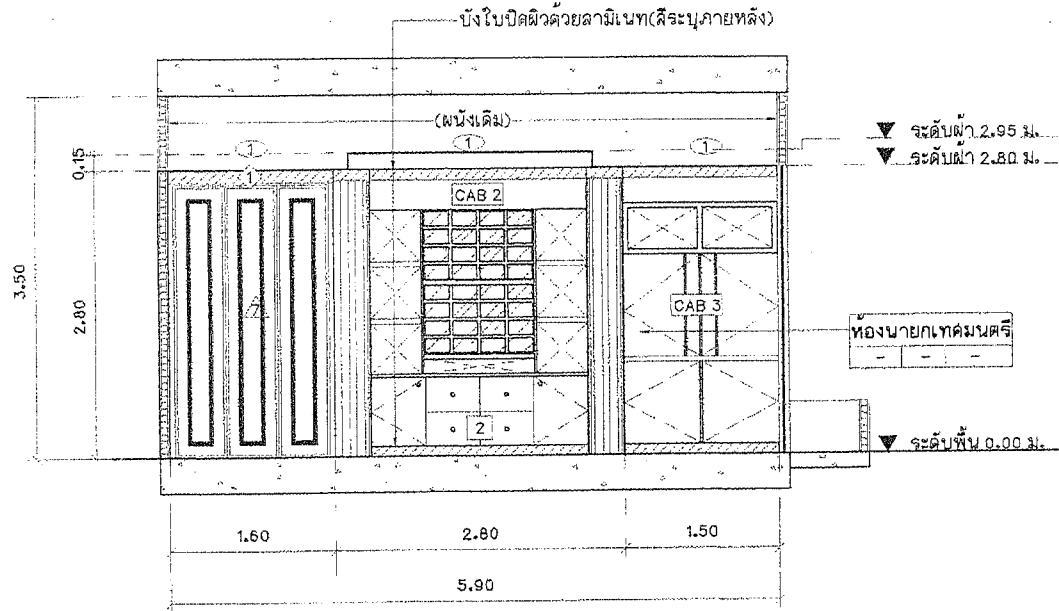 บังใบปิดผิวด้วยลามิเนท(สีระบุภายหลัง)
(ผนังเดิม)
1
1
1
1
ระดับฝ้า 2.95 ม.
ระดับฝ้า 2.80 ม.
0.15
CAB 2
3.50
2.80
7
CAB 3
ห้องนายกเทศมนตรี
- - -
2
ระดับพื้น 0.00 ม.
1.60
2.80
1.50
5.90